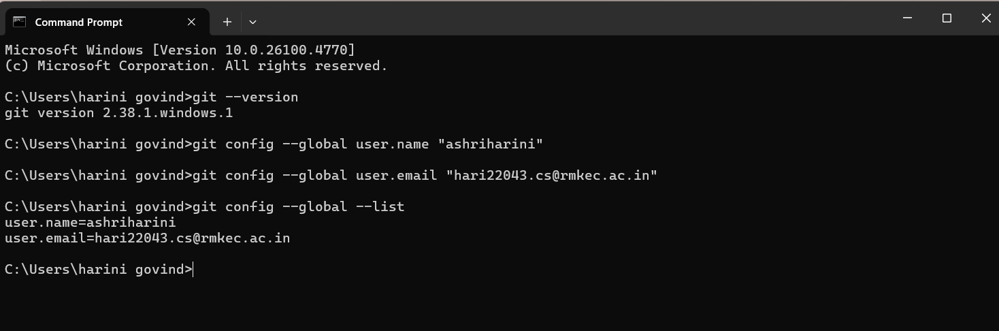 Command Prompt
Microsoft Windows [Version 10.0.26100.4770]
(c) Microsoft Corporation. All rights reserved.
C:\Users\harini govind>git --version
git version 2.38.1.windows.1
C:\Users\harini govind>git config --global user.name "ashriharini"
C:\Users\harini govind>git config --global user.email "hari22043.cs@rmkec.ac.in"
C:\Users\harini govind>git config --global --list
user.name=ashriharini
user.email=hari22043.cs@rmkec.ac.in
C:\Users\harini govind>